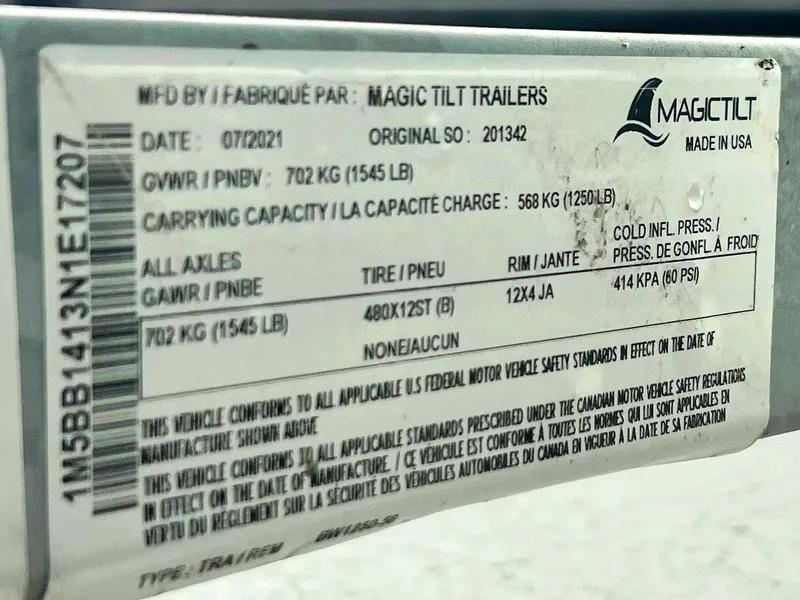 MFD BY / FABRIQUÉ PAR : MAGIC TILT TRAILERS
MAGICTILT
MADE IN USA
DATE : 07/2021 ORIGINAL SO : 201342
GVWR / PNBV : 702 KG (1545 LB)
CARRYING CAPACITY / LA CAPACITÉ CHARGE : 568 KG (1250 LB)
ALL AXLES
GAWR / PNBE TIRE / PNEU RIM / JANTE COLD INFL. PRESS. /
PRESS. DE GONFL. À FROID
702 KG (1545 LB) 480X12ST (B) 12X4 JA 414 KPA (60 PSI)
NONE/AUCUN
THIS VEHICLE CONFORMS TO ALL APPLICABLE U.S FEDERAL MOTOR VEHICLE SAFETY STANDARDS IN EFFECT ON THE DATE OF
MANUFACTURE SHOWN ABOVE
THIS VEHICLE CONFORMS TO ALL APPLICABLE STANDARDS PRESCRIBED UNDER THE CANADIAN MOTOR VEHICLE SAFETY REGULATIONS
IN EFFECT ON THE DATE OF MANUFACTURE. / CE VÉHICULE EST CONFORME À TOUTES LES NORMES QUI LUI SONT APPLICABLES EN
VERTU DU RÈGLEMENT SUR LA SÉCURITÉ DES VÉHICULES AUTOMOBILES DU CANADA EN VIGUEUR À LA DATE DE SA FABRICATION
TYPE : TRA / REM
1M5BB1413N1E17207